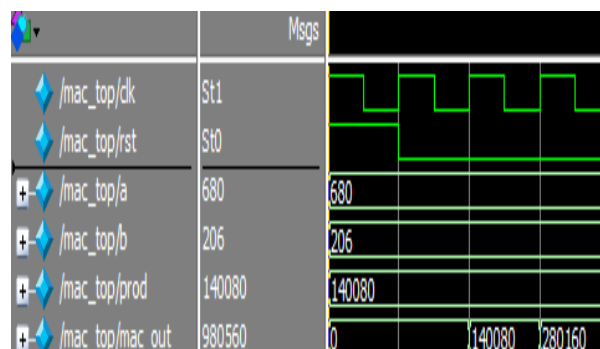 Msgs
/mac_top/clk St1
/mac_top/rst St0
/mac_top/a 680 680
/mac_top/b 206 206
/mac_top/prod 140080 140080
/mac_top/mac_out 980560 0 140080 280160